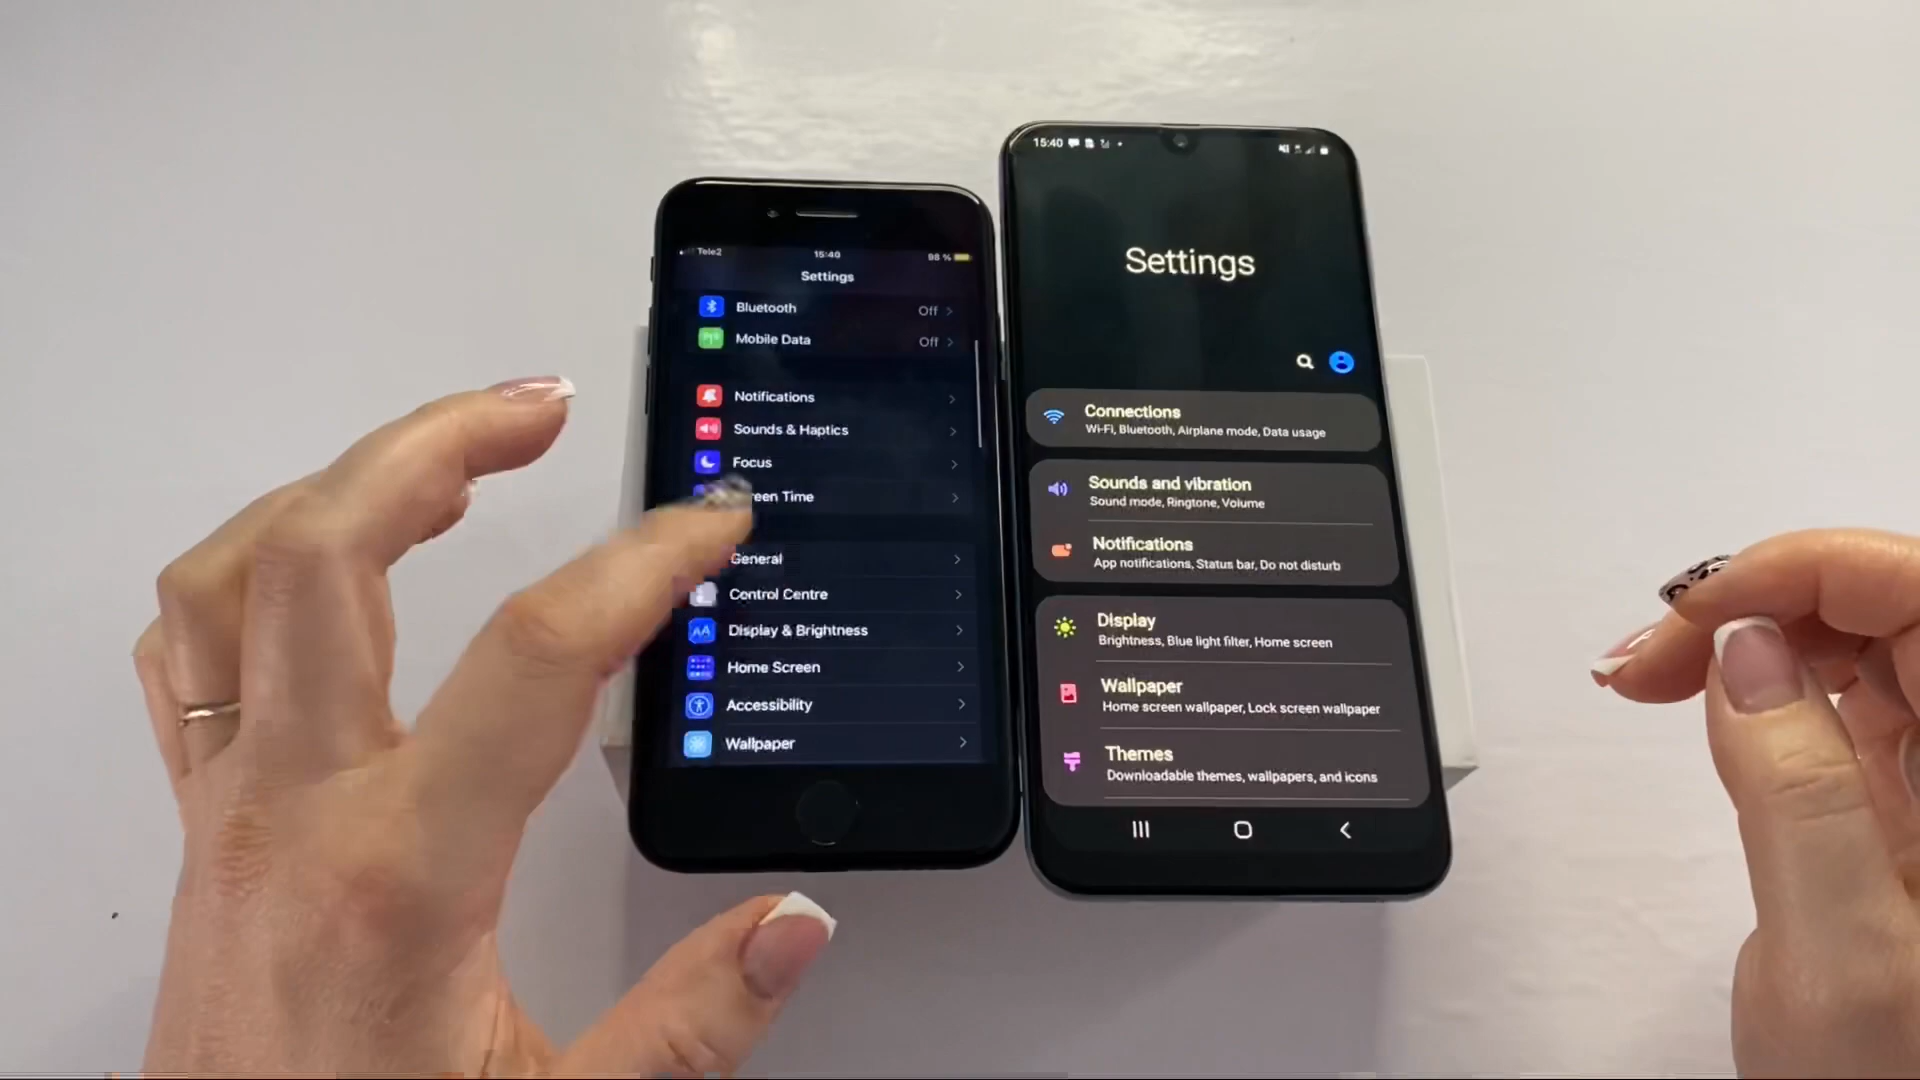 Tele2
15:40
98 %
Settings
Bluetooth
Off
Mobile Data
Off
Notifications
Sounds & Haptics
Focus
reen Time
General
Control Centre
Display & Brightness
Home Screen
Accessibility
Wallpaper
15:40
Settings
Connections
Wi-Fi, Bluetooth, Airplane mode, Data usage
Sounds and vibration
Sound mode, Ringtone, Volume
Notifications
App notifications, Status bar, Do not disturb
Display
Brightness, Blue light filter, Home screen
Wallpaper
Home screen wallpaper, Lock screen wallpaper
Themes
Downloadable themes, wallpapers, and icons